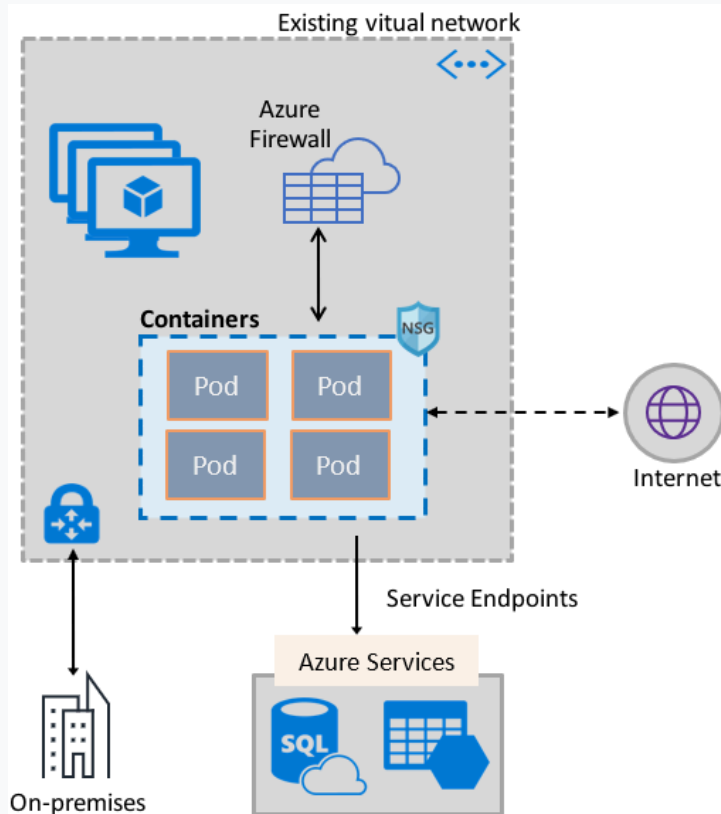 Existing vitual network
Azure
Firewall
Containers
NSG
Pod
Pod
Pod
Pod
Internet
Service Endpoints
Azure Services
SQL
On-premises